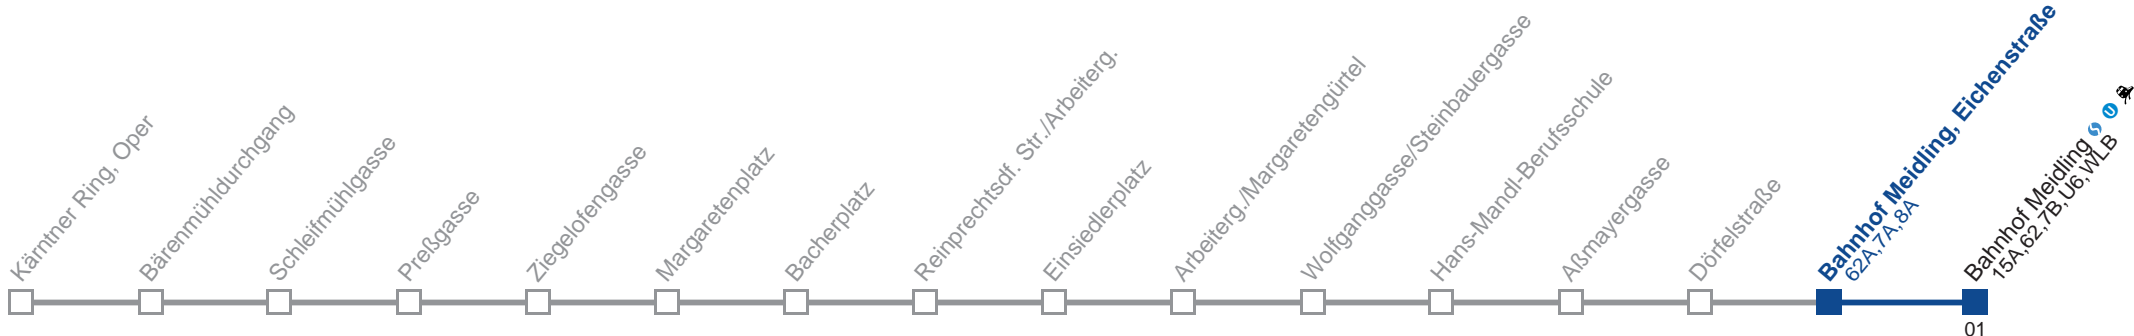 Kärntner Ring, Oper
Bärenmühldurchgang
Schleifmühlgasse
Preßgasse
Ziegelofengasse
Margaretenplatz
Bacherplatz
Reinprechtsdf. Str./Arbeiterg.
Einsiedlerplatz
Arbeiterg./Margaretengürtel
Wolfganggasse/Steinbauergasse
Hans-Mandl-Berufsschule
Aßmayergasse
Dörfelstraße
Bahnhof Meidling, Eichenstraße
62A,7A,8A
Bahnhof Meidling S U
15A,62,7B,U6,WLB
01